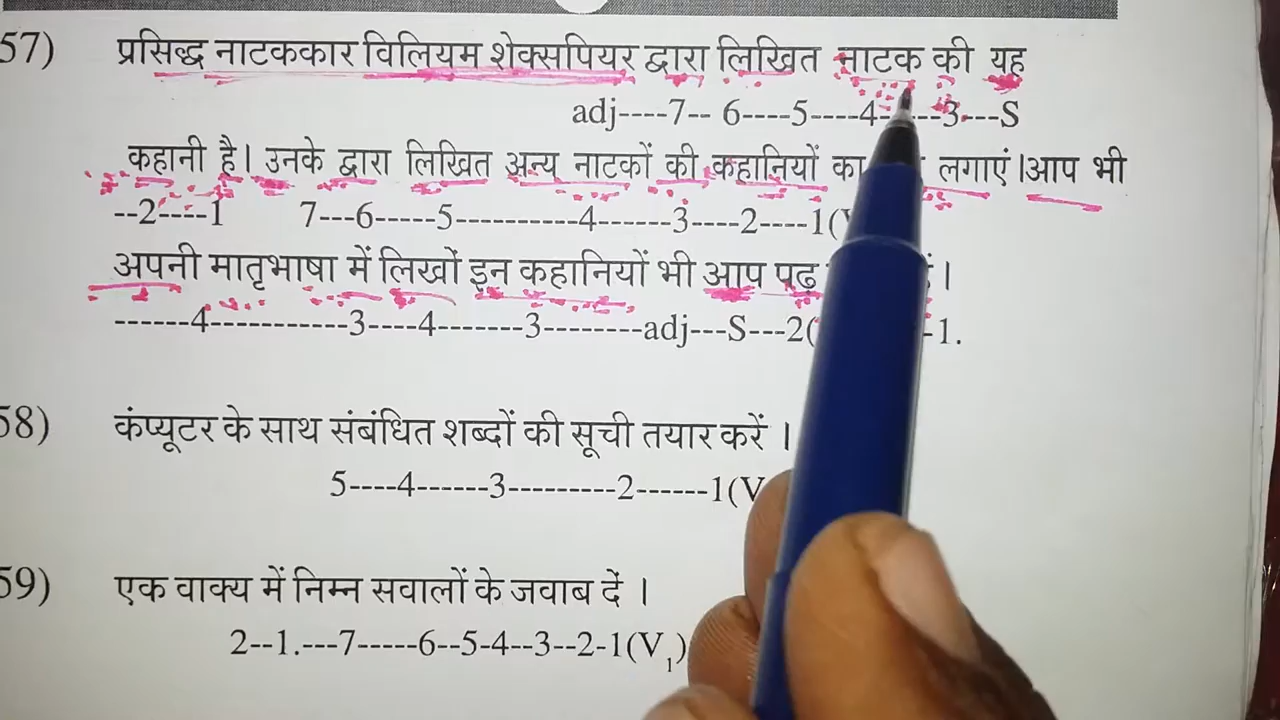 57) प्रसिद्ध नाटककार विलियम शेक्सपियर द्वारा लिखित नाटक की यह
adj----7-- 6----5----4-----3----S
कहानी है। उनके द्वारा लिखित अन्य नाटकों की कहानियों का लगाएं।आप भी
--2----1 7---6-----5----------4------3----2----1(
अपनी मातृभाषा में लिखों इन कहानियों भी आप पढ़ ।
------4-----------3----4-------3--------adj---S---2( -1.
58) कंप्यूटर के साथ संबंधित शब्दों की सूची तयार करें ।
5----4------3---------2------1(V
59) एक वाक्य में निम्न सवालों के जवाब दें ।
2--1.---7-----6--5-4--3--2-1(V₁)